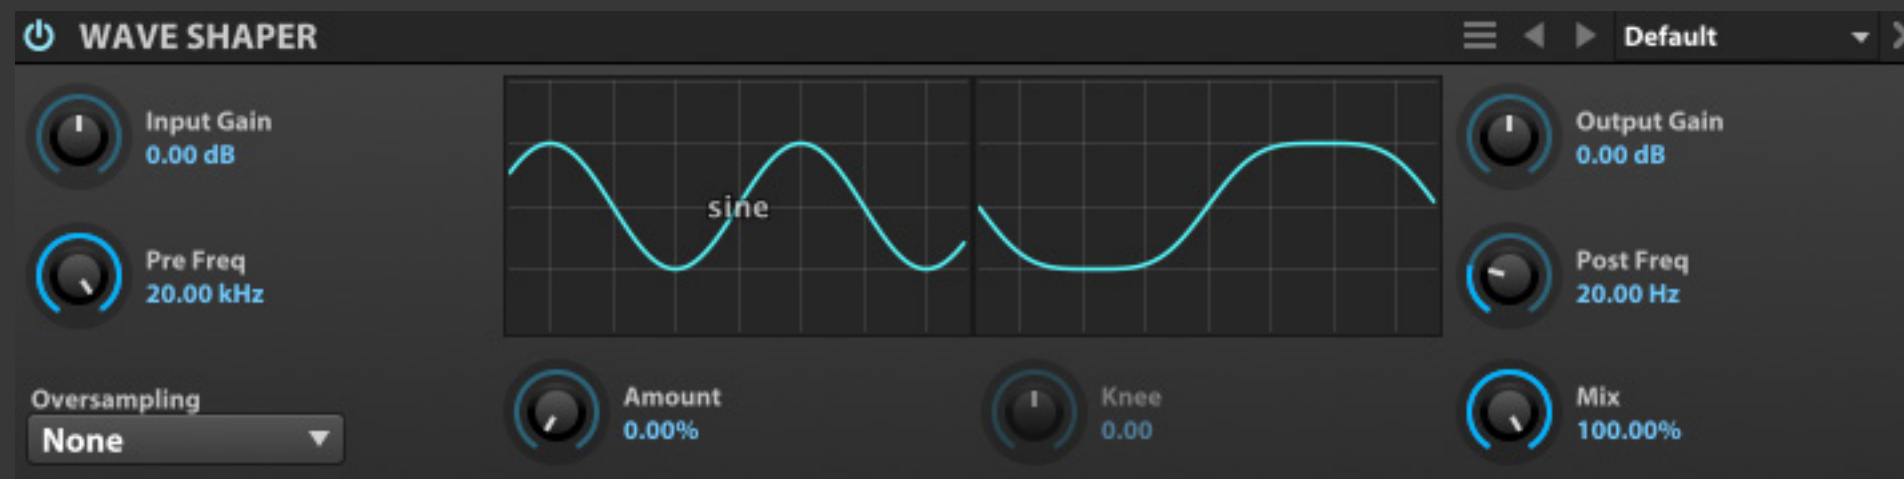 WAVE SHAPER
Default
Input Gain
0.00 dB
Pre Freq
20.00 kHz
Oversampling
None
sine
Amount
0.00%
Knee
0.00
Output Gain
0.00 dB
Post Freq
20.00 Hz
Mix
100.00%